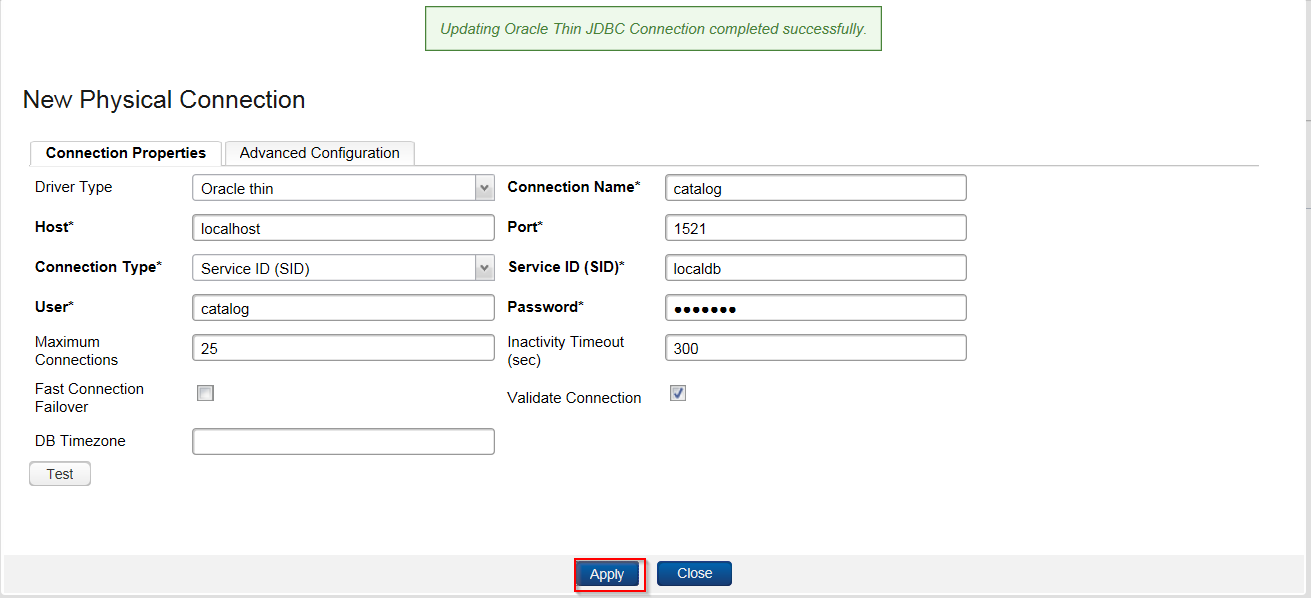 Updating Oracle Thin JDBC Connection completed successfully.
New Physical Connection
Connection Properties
Advanced Configuration
Driver Type
Oracle thin
Connection Name*
catalog
Host*
localhost
Port*
1521
Connection Type*
Service ID (SID)
Service ID (SID)*
localdb
User*
catalog
Password*
●●●●●●●
Maximum
Connections
25
Inactivity Timeout
(sec)
300
Fast Connection
Failover
Validate Connection
DB Timezone
Test
Apply
Close